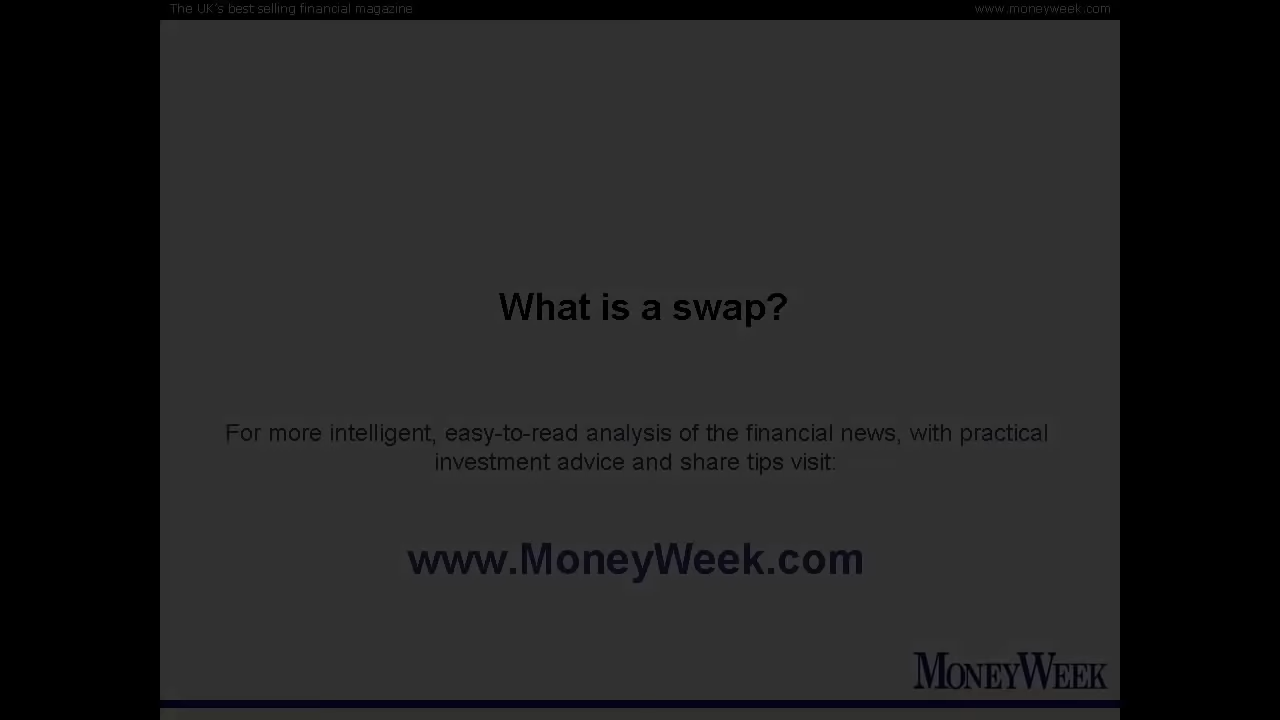 The UK's best selling financial magazine
www.moneyweek.com
What is a swap?
For more intelligent, easy-to-read analysis of the financial news, with practical
investment advice and share tips visit:
www.MoneyWeek.com
MONEYWEEK